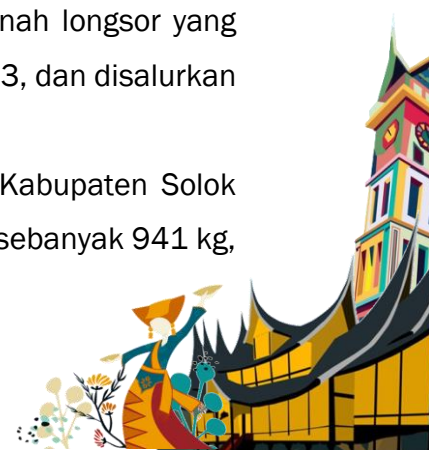 nah longsor yang
3, dan disalurkan
Kabupaten Solok
sebanyak 941 kg,